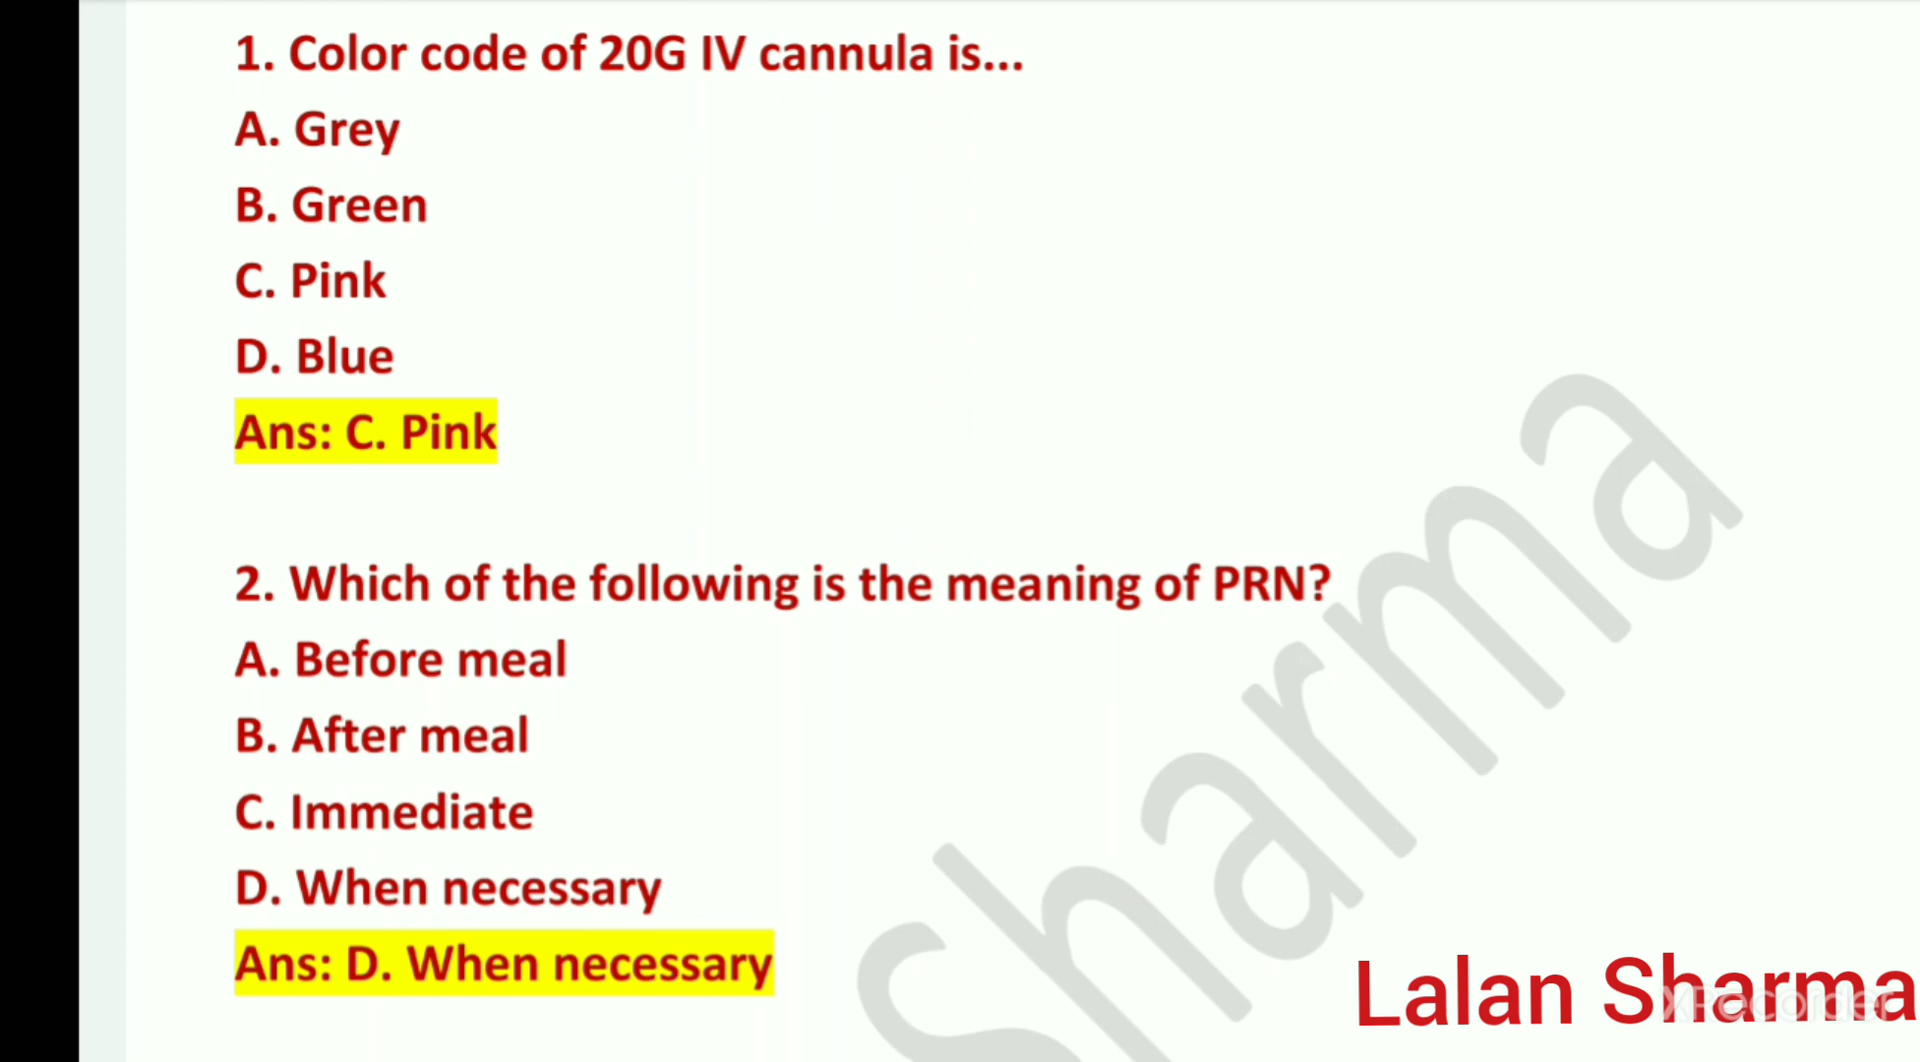 1. Color code of 20G IV cannula is...
A. Grey
B. Green
C. Pink
D. Blue
Ans: C. Pink
2. Which of the following is the meaning of PRN?
A. Before meal
B. After meal
C. Immediate
D. When necessary
Ans: D. When necessary
Sharma
Lalan Sharma
XRecorder